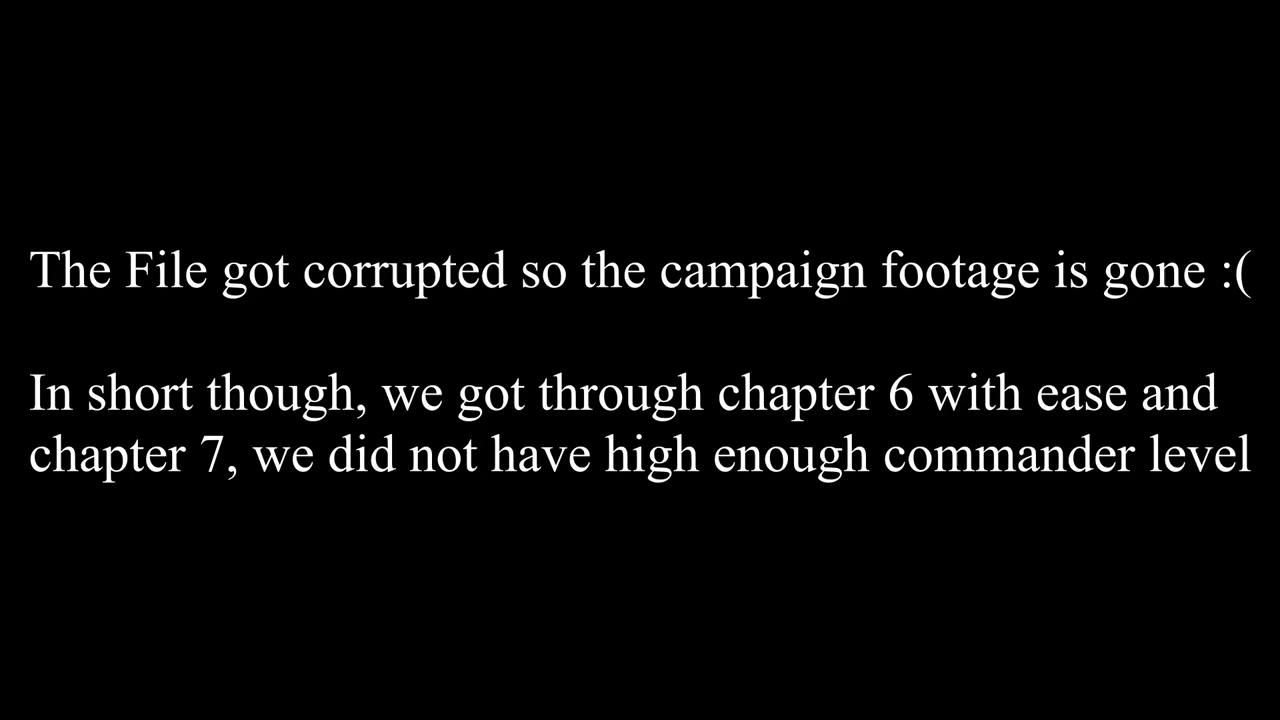 The File got corrupted so the campaign footage is gone :(
In short though, we got through chapter 6 with ease and
chapter 7, we did not have high enough commander level